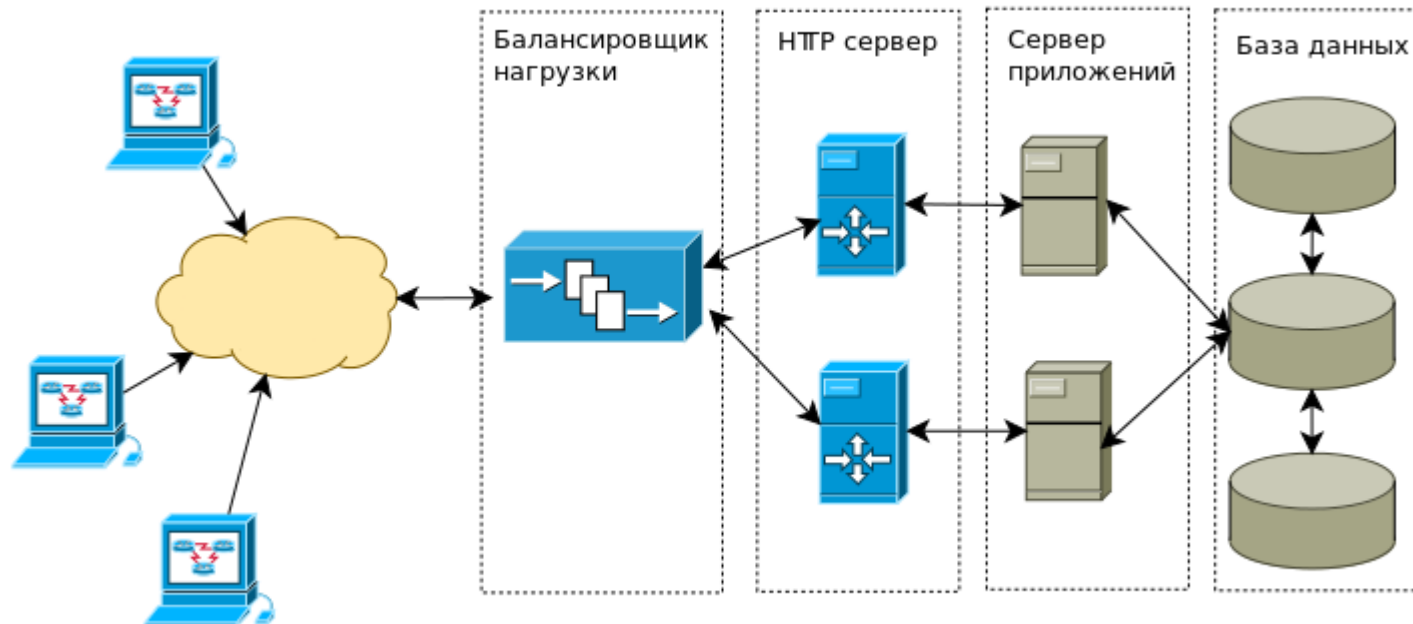 Балансировщик
нагрузки
HTTP сервер
Сервер
приложений
База данных